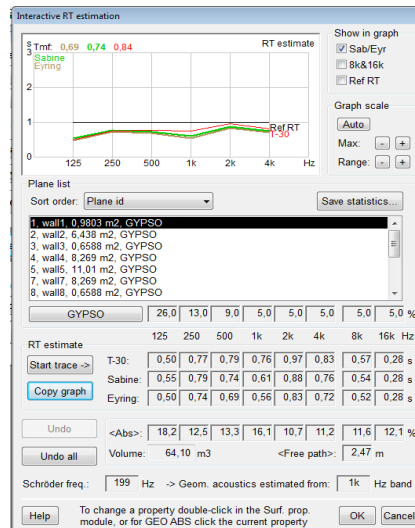 Interactive RT estimation
s Tmf: 0,69 0,74 0,84 RT estimate
Sabine
Eyring
3
2
1
0
Ref RT
T-30
125 250 500 1k 2k 4k Hz
Show in graph
Sab/Eyr
8k&16k
Ref RT
Graph scale
Auto
Max: - +
Range: - +
Plane list
Sort order: Plane id Save statistics...
1, wall1, 0,9803 m2, GYPSO
2, wall2, 6,438 m2, GYPSO
3, wall3, 0,6588 m2, GYPSO
4, wall4, 8,269 m2, GYPSO
5, wall5, 11,01 m2, GYPSO
7, wall7, 8,269 m2, GYPSO
8, wall8, 0,6588 m2, GYPSO
GYPSO 26,0 13,0 9,0 5,0 5,0 5,0 5,0 5,0 %
125 250 500 1k 2k 4k 8k 16k Hz
RT estimate
Start trace -> T-30: 0,50 0,77 0,79 0,76 0,97 0,83 0,57 0,28 s
Sabine: 0,55 0,79 0,74 0,61 0,88 0,76 0,54 0,28 s
Copy graph Eyring: 0,50 0,74 0,69 0,56 0,83 0,72 0,52 0,28 s
Undo <Abs>: 18,2 12,5 13,3 16,1 10,7 11,2 11,6 12,1 %
Undo all Volume: 64,10 m3 <Free path>: 2,47 m
Schröder freq.: 199 Hz -> Geom. acoustics estimated from: 1k Hz band
Help To change a property double-click in the Surf. prop. module, or for GEO ABS click the current property OK Cancel